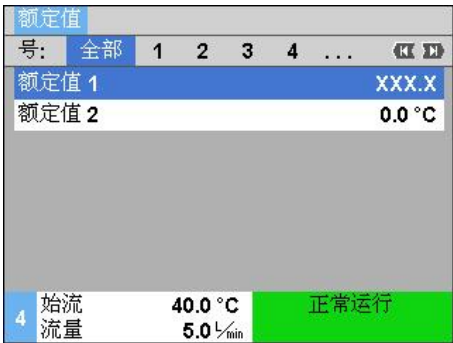 额定值
号: 全部 1 2 3 4 ...
额定值 1 XXX.X
额定值 2 0.0 °C
4 始流 40.0 °C 正常运行
流量 5.0 L/min